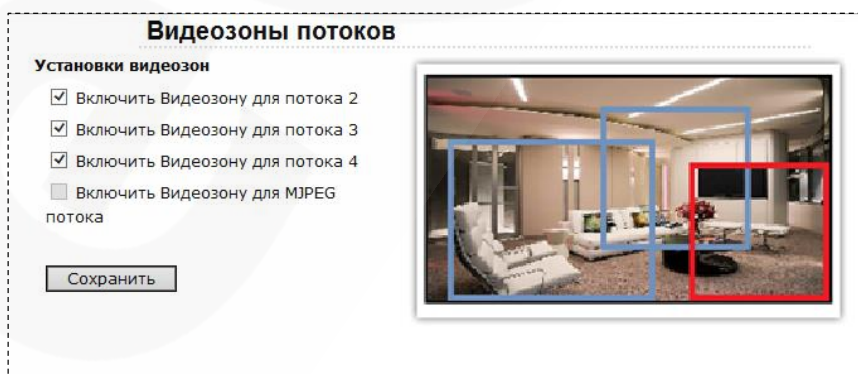 Видеозоны потоков
Установки видеозон
Включить Видеозону для потока 2
Включить Видеозону для потока 3
Включить Видеозону для потока 4
Включить Видеозону для MJPEG
потока
Сохранить